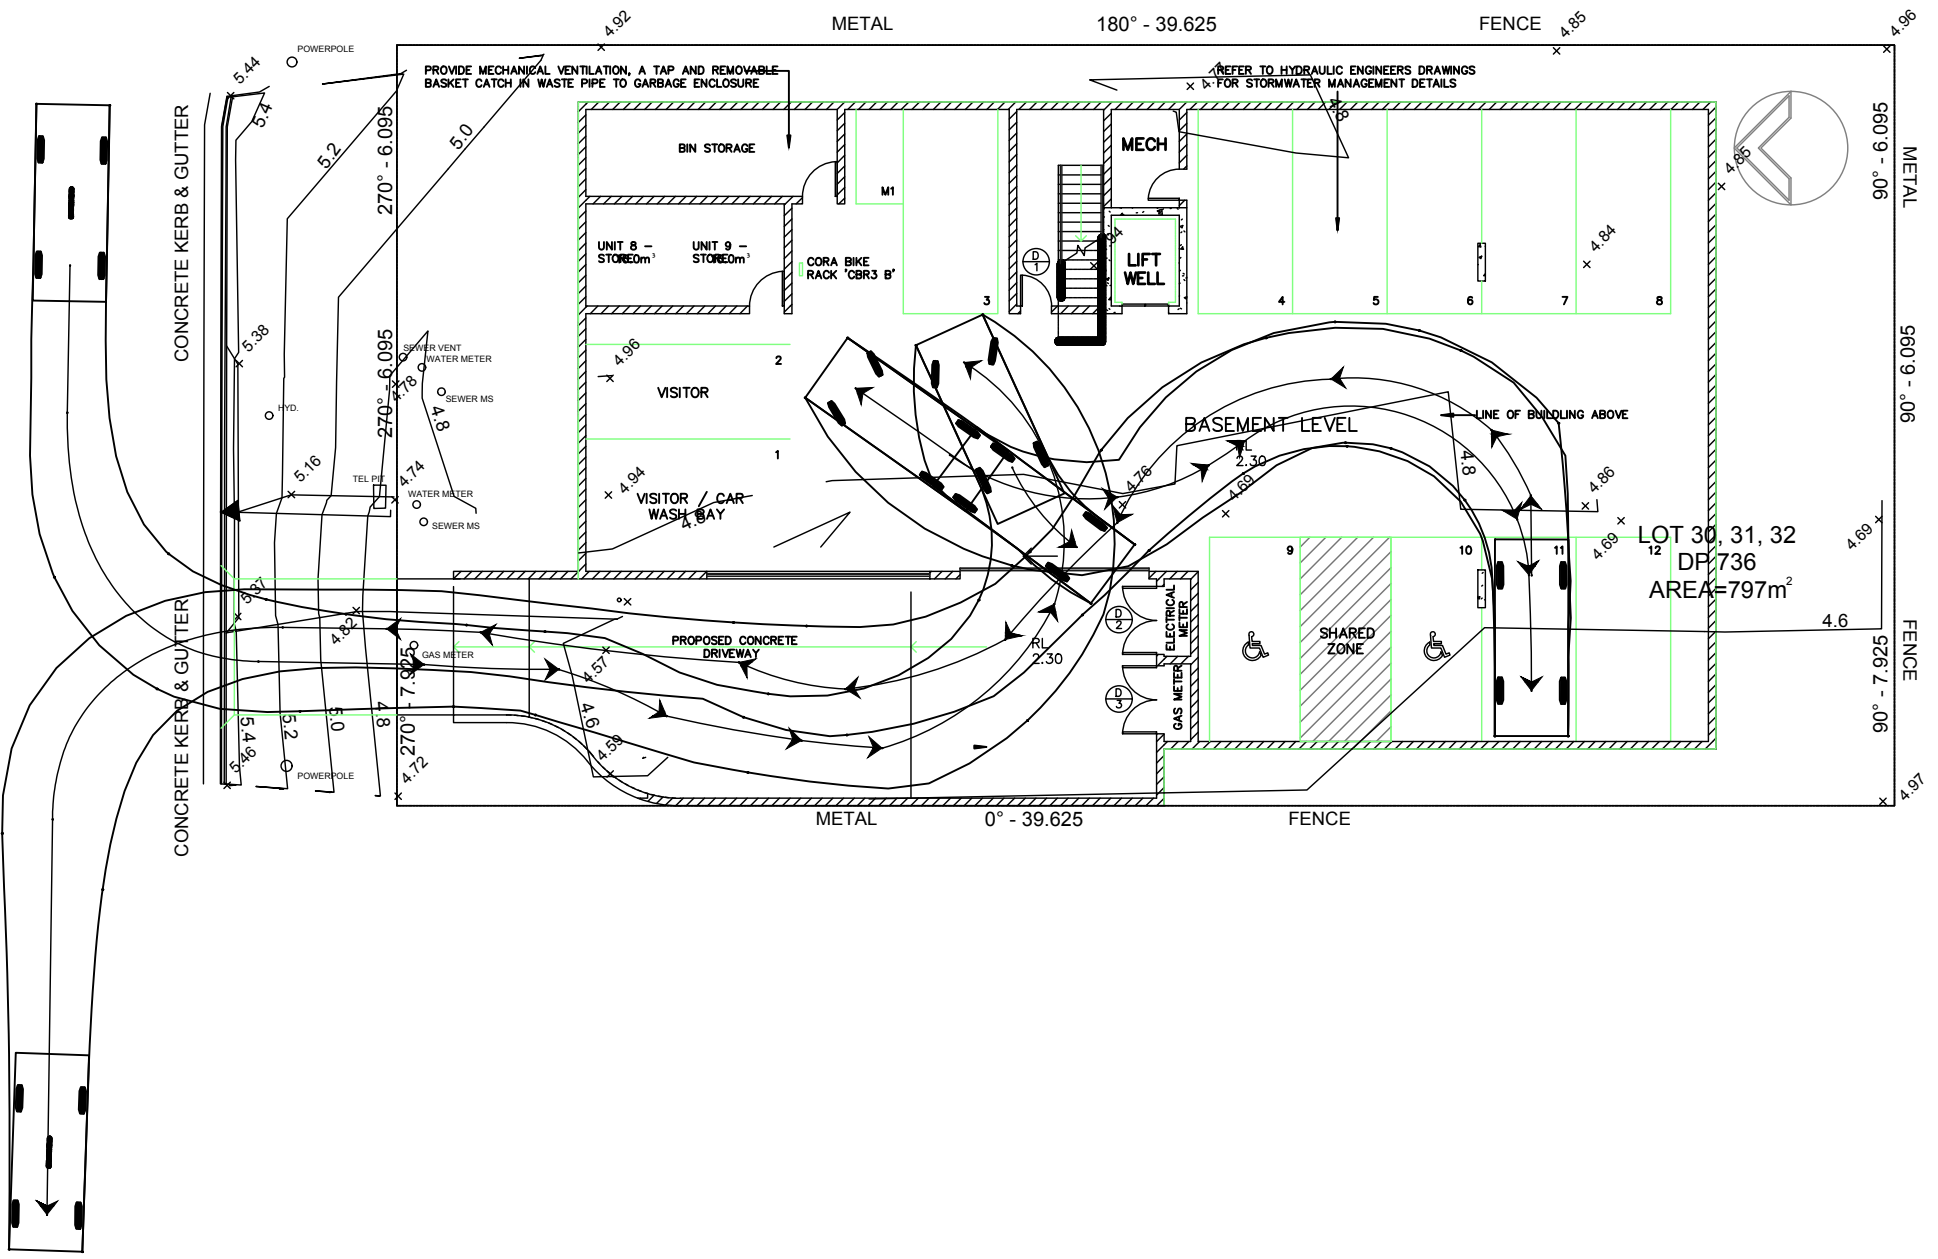 METAL
180° - 39.625
FENCE
4.92
4.85
4.96
POWERPOLE
5.44
PROVIDE MECHANICAL VENTILATION, A TAP AND REMOVABLE
BASKET CATCH IN WASTE PIPE TO GARBAGE ENCLOSURE
REFER TO HYDRAULIC ENGINEERS DRAWINGS
FOR STORMWATER MANAGEMENT DETAILS
4.8
5.4
5.2
5.0
CONCRETE KERB & GUTTER
270° - 6.095
90° - 6.095
METAL
BIN STORAGE
M1
MECH
4.85
UNIT 8 -
UNIT 9 -
CORA BIKE
RACK 'CBR3 B'
D
1
LIFT
WELL
4.84
3
4
5
6
7
8
5.38
270° - 6.095
90° - 6.095
SEWER VENT
WATER METER
4.78
SEWER MS
4.8
HYD.
4.96
2
VISITOR
BASEMENT LEVEL
RL
2.30
LINE OF BUILDLING ABOVE
1
5.16
4.74
TEL PIT
WATER METER
SEWER MS
4.94
VISITOR / CAR
WASH BAY
4.76
4.69
4.8
4.86
4.69
4.69
LOT 30, 31, 32
DP 736
AREA=797m²
9
10
11
12
5.37
CONCRETE KERB & GUTTER
4.82
GAS METER
270° - 7.925
4.57
PROPOSED CONCRETE
DRIVEWAY
RL
2.30
D
2
ELECTRICAL
METER
D
3
GAS METER
SHARED
ZONE
4.6
90° - 7.925
FENCE
5.4
5.2
5.0
4.8
4.6
5.46
POWERPOLE
4.72
4.59
4.97
METAL
0° - 39.625
FENCE